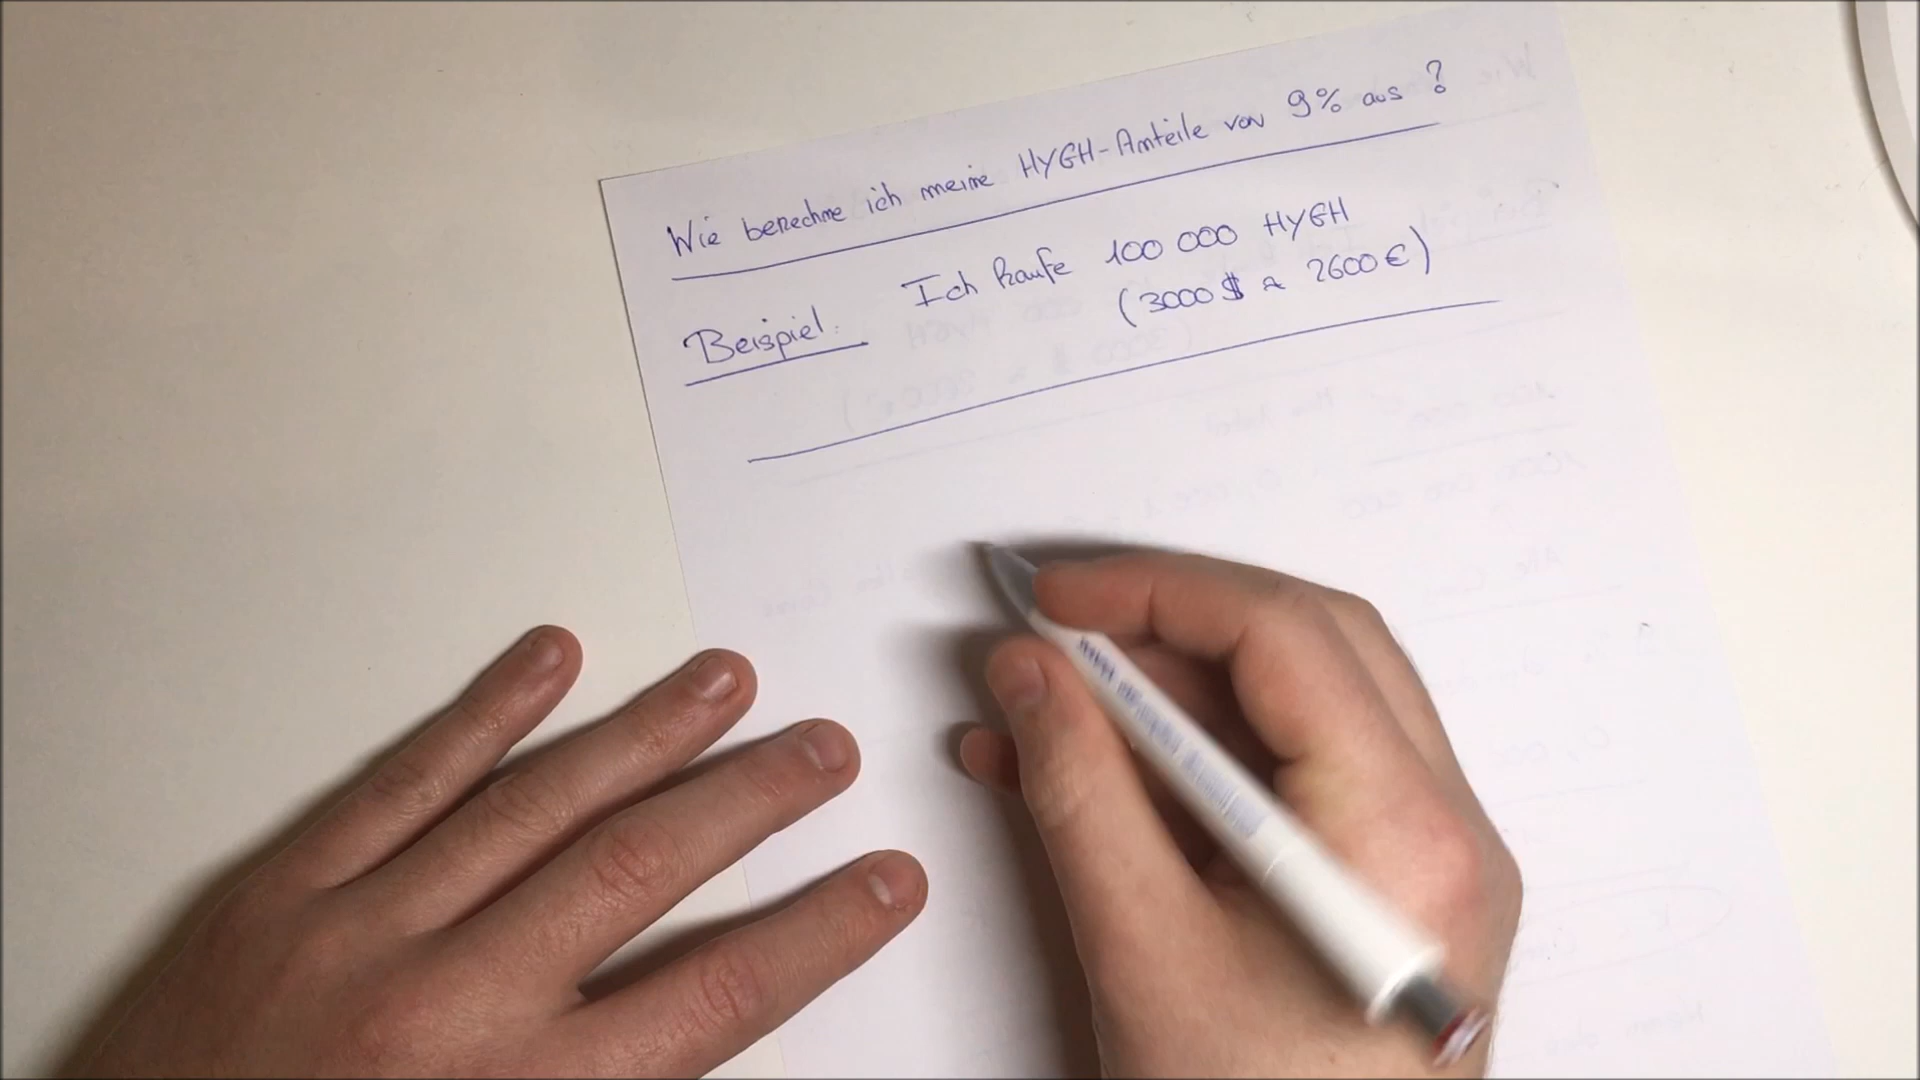 Wie berechne ich meine HYGH-Anteile von 9% aus ?
Beispiel: Ich kaufe 100 000 HYGH
(3000 $ ≈ 2600 €)